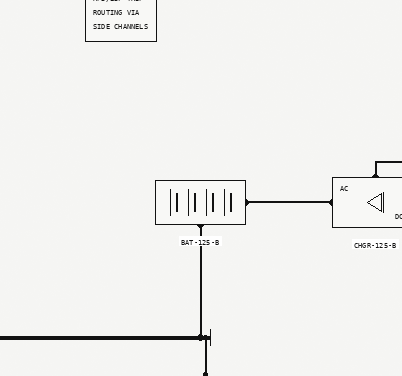 ROUTING VIA
SIDE CHANNELS
AC
DC
BAT-125-B
CHGR-125-B